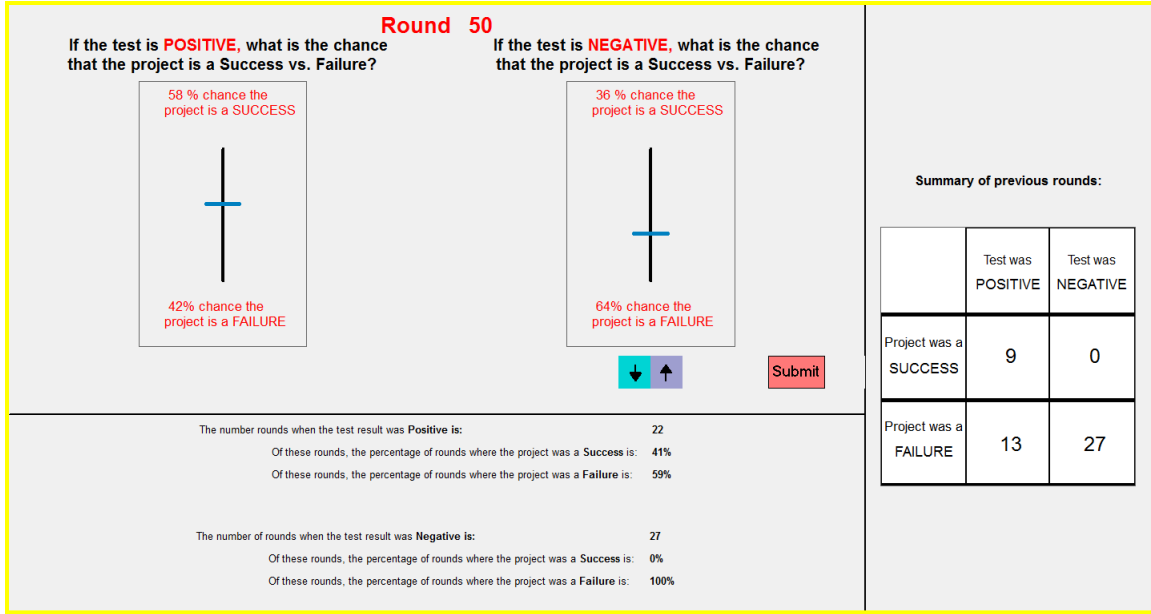 Round 50
If the test is POSITIVE, what is the chance
that the project is a Success vs. Failure?
58 % chance the
project is a SUCCESS
42% chance the
project is a FAILURE
If the test is NEGATIVE, what is the chance
that the project is a Success vs. Failure?
36 % chance the
project is a SUCCESS
64% chance the
project is a FAILURE
Submit
The number rounds when the test result was Positive is: 22
Of these rounds, the percentage of rounds where the project was a Success is: 41%
Of these rounds, the percentage of rounds where the project was a Failure is: 59%
The number of rounds when the test result was Negative is: 27
Of these rounds, the percentage of rounds where the project was a Success is: 0%
Of these rounds, the percentage of rounds where the project was a Failure is: 100%
Summary of previous rounds:
Test was
POSITIVE
Test was
NEGATIVE
Project was a
SUCCESS
9
0
Project was a
FAILURE
13
27